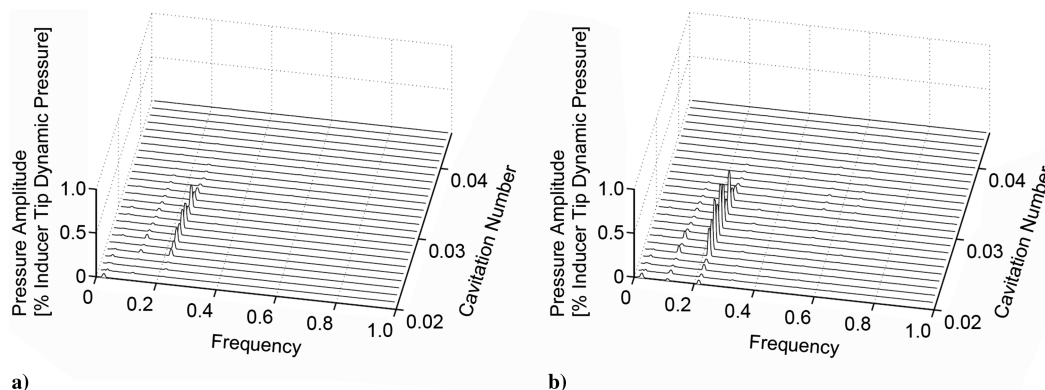 Pressure Amplitude
[% Inducer Tip Dynamic Pressure]
1.0
0.5
0
0
0.2
0.4
0.6
0.8
1.0
Frequency
0.02
0.03
0.04
Cavitation Number
a)
Pressure Amplitude
[% Inducer Tip Dynamic Pressure]
1.0
0.5
0
0
0.2
0.4
0.6
0.8
1.0
Frequency
0.02
0.03
0.04
Cavitation Number
b)